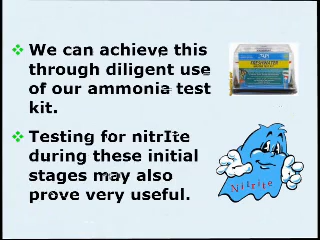 We can achieve this
through diligent use
of our ammonia test
kit.
Testing for nitrIte
during these initial
stages may also
prove very useful.
FRESHWATER
NitrIte